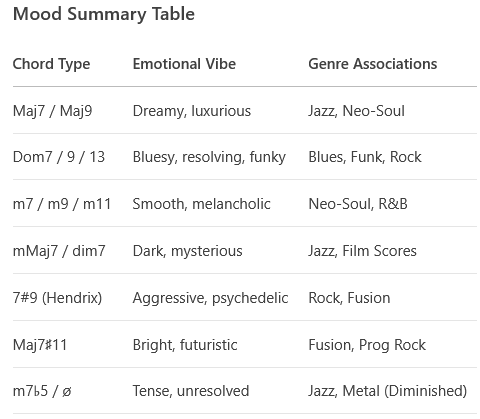 Mood Summary Table
Chord Type Emotional Vibe Genre Associations
Maj7 / Maj9 Dreamy, luxurious Jazz, Neo-Soul
Dom7 / 9 / 13 Bluesy, resolving, funky Blues, Funk, Rock
m7 / m9 / m11 Smooth, melancholic Neo-Soul, R&B
mMaj7 / dim7 Dark, mysterious Jazz, Film Scores
7#9 (Hendrix) Aggressive, psychedelic Rock, Fusion
Maj7♯11 Bright, futuristic Fusion, Prog Rock
m7♭5 / ø Tense, unresolved Jazz, Metal (Diminished)